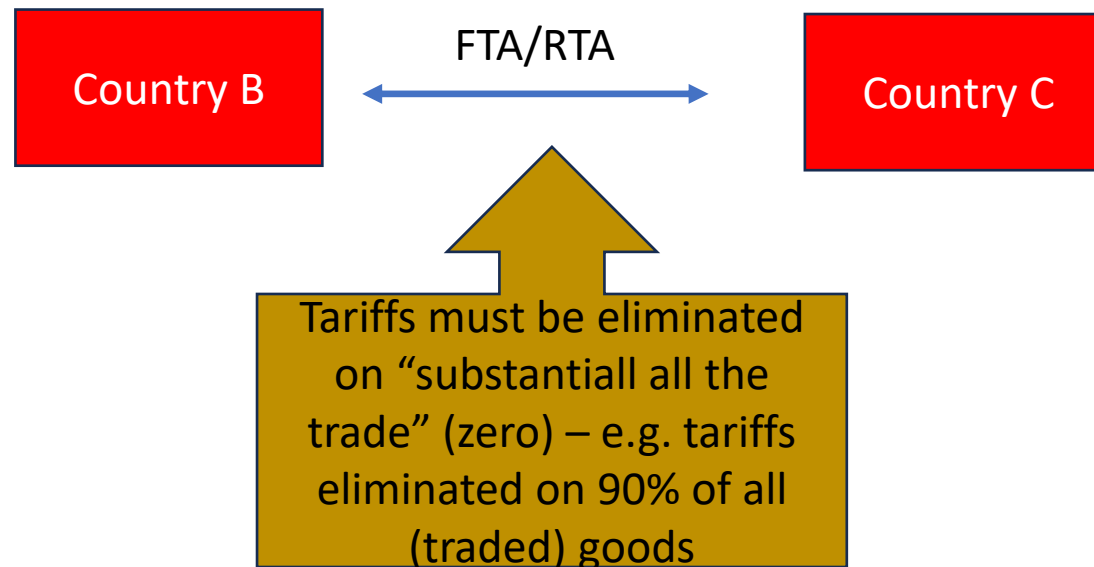 FTA/RTA
Country B
Country C
Tariffs must be eliminated
on “substantiall all the
trade” (zero) – e.g. tariffs
eliminated on 90% of all
(traded) goods